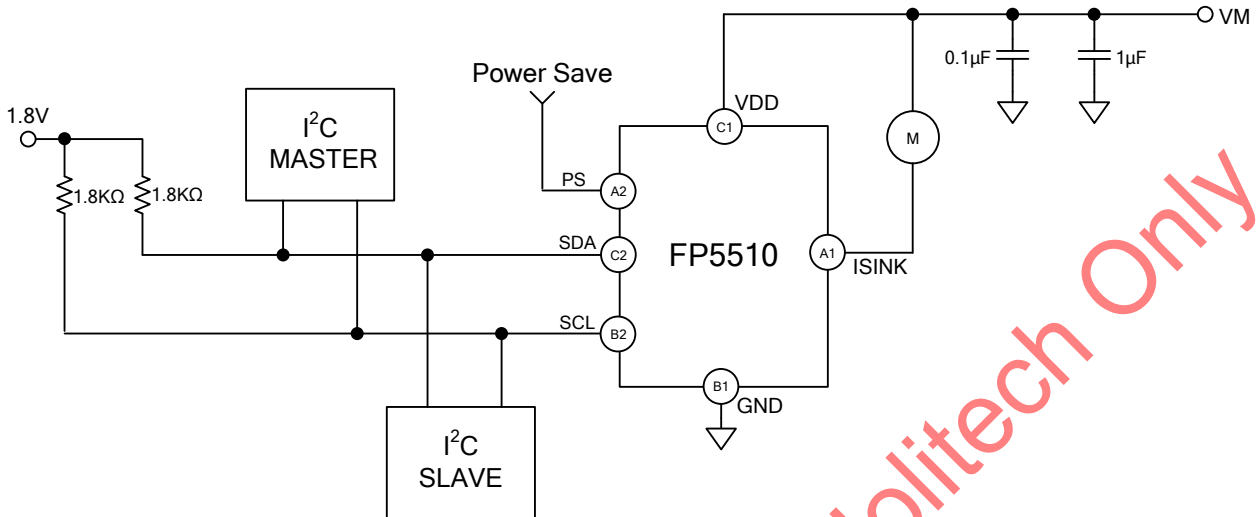 VM
0.1µF
1µF
Power Save
VDD
C1
1.8V
I²C
MASTER
M
1.8KΩ
1.8KΩ
PS
A2
SDA
C2
FP5510
A1
ISINK
SCL
B2
B1
GND
I²C
SLAVE
olitech Only